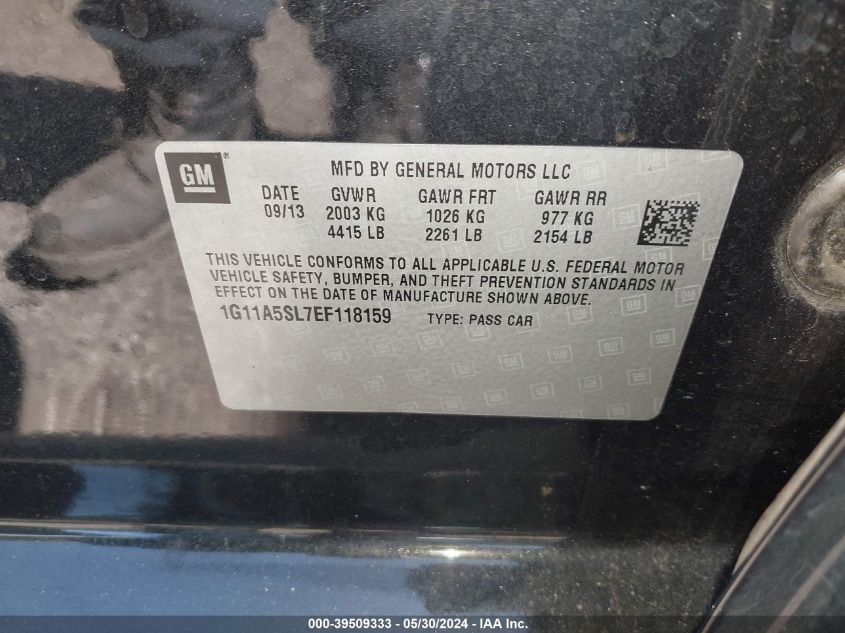 GM®
MFD BY GENERAL MOTORS LLC
DATE GVWR GAWR FRT GAWR RR
09/13 2003 KG 1026 KG 977 KG
4415 LB 2261 LB 2154 LB
THIS VEHICLE CONFORMS TO ALL APPLICABLE U.S. FEDERAL MOTOR
VEHICLE SAFETY, BUMPER, AND THEFT PREVENTION STANDARDS IN
EFFECT ON THE DATE OF MANUFACTURE SHOWN ABOVE.
1G11A5SL7EF118159 TYPE: PASS CAR
000-39509333 - 05/30/2024 - IAA Inc.